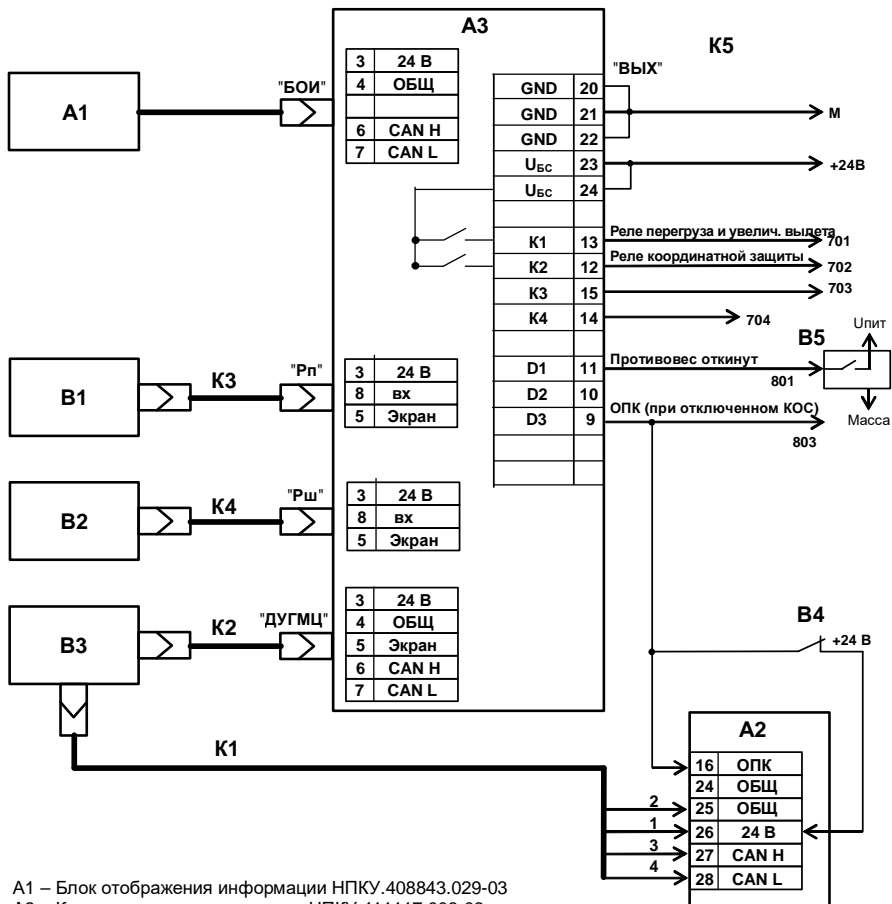 А3
К5
3 24 В
4 ОБЩ
6 CAN H
7 CAN L
"БОИ"
А1
"ВЫХ"
GND 20
GND 21
GND 22
UБС 23
UБС 24
К1 13
К2 12
К3 15
К4 14
D1 11
D2 10
D3 9
М
+24В
Реле перегруза и увелич. вылета
701
Реле координатной защиты
702
703
704
В5
Uпит
Противовес откинут
801
Масса
ОПК (при отключенном КОС)
803
В1
К3
"Рп"
3 24 В
8 вх
5 Экран
В2
К4
"Рш"
3 24 В
8 вх
5 Экран
В3
К2
"ДУГМЦ"
3 24 В
4 ОБЩ
5 Экран
6 CAN H
7 CAN L
В4
+24 В
К1
А2
16 ОПК
24 ОБЩ
2 25 ОБЩ
1 26 24 В
3 27 CAN H
4 28 CAN L
А1 – Блок отображения информации НПКУ.408843.029-03